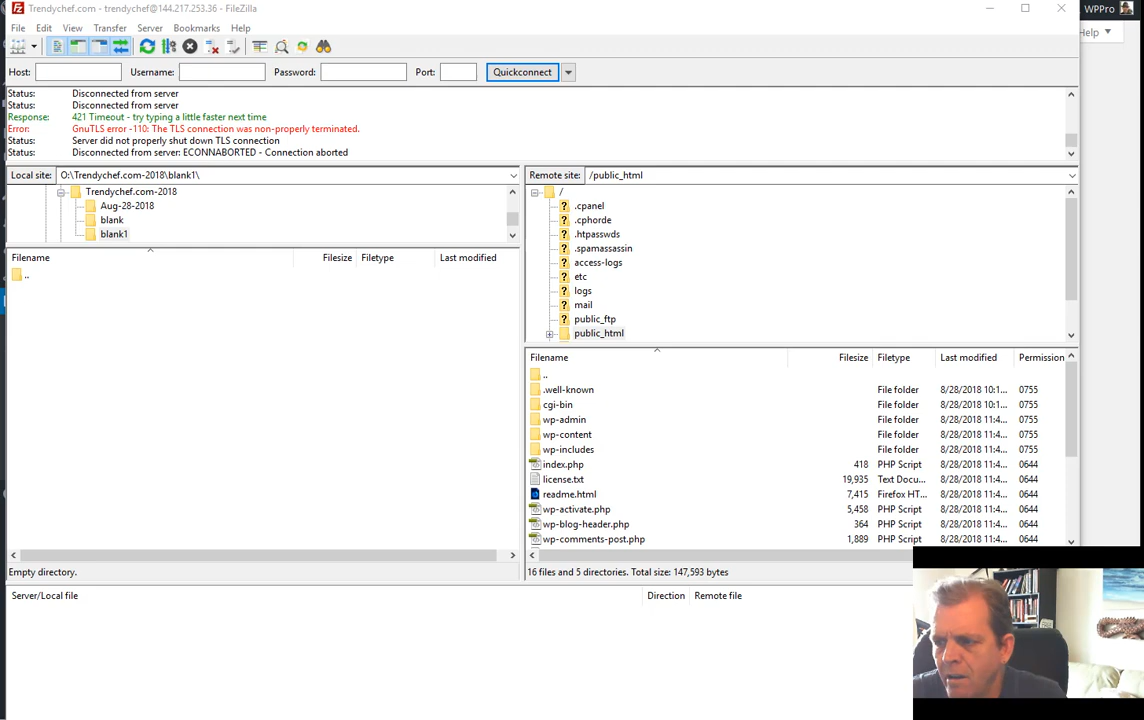 Trendychef.com - trendychef@144.217.253.36 - FileZilla
WPPro
File Edit View Transfer Server Bookmarks Help
Help
Host: Username: Password: Port: Quickconnect
Status: Disconnected from server
Status: Disconnected from server
Response: 421 Timeout - try typing a little faster next time
Error: GnuTLS error -110: The TLS connection was non-properly terminated.
Status: Server did not properly shut down TLS connection
Status: Disconnected from server: ECONNABORTED - Connection aborted
Local site: O:\Trendychef.com-2018\blank1\
Trendychef.com-2018
Aug-28-2018
blank
blank1
Filename Filesize Filetype Last modified
..
Empty directory.
Remote site: /public_html
/
.cpanel
.cphorde
.htpasswds
.spamassassin
access-logs
etc
logs
mail
public_ftp
public_html
Filename Filesize Filetype Last modified Permission
..
.well-known File folder 8/28/2018 10:1... 0755
cgi-bin File folder 8/28/2018 10:1... 0755
wp-admin File folder 8/28/2018 11:4... 0755
wp-content File folder 8/28/2018 11:4... 0755
wp-includes File folder 8/28/2018 11:4... 0755
index.php 418 PHP Script 8/28/2018 11:4... 0644
license.txt 19,935 Text Docu... 8/28/2018 11:4... 0644
readme.html 7,415 Firefox HT... 8/28/2018 11:4... 0644
wp-activate.php 5,458 PHP Script 8/28/2018 11:4... 0644
wp-blog-header.php 364 PHP Script 8/28/2018 11:4... 0644
wp-comments-post.php 1,889 PHP Script 8/28/2018 11:4... 0644
16 files and 5 directories. Total size: 147,593 bytes
Server/Local file Direction Remote file